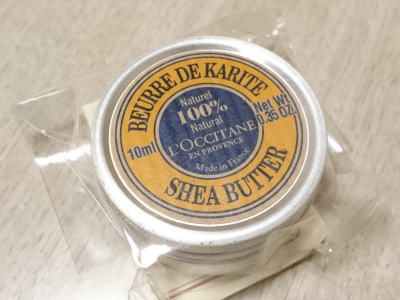 BEURRE DE KARITE
Naturel
100%
Natural
10ml
Net Wt
0.35 OZ.
L'OCCITANE
EN PROVENCE
Made in France
SHEA BUTTER